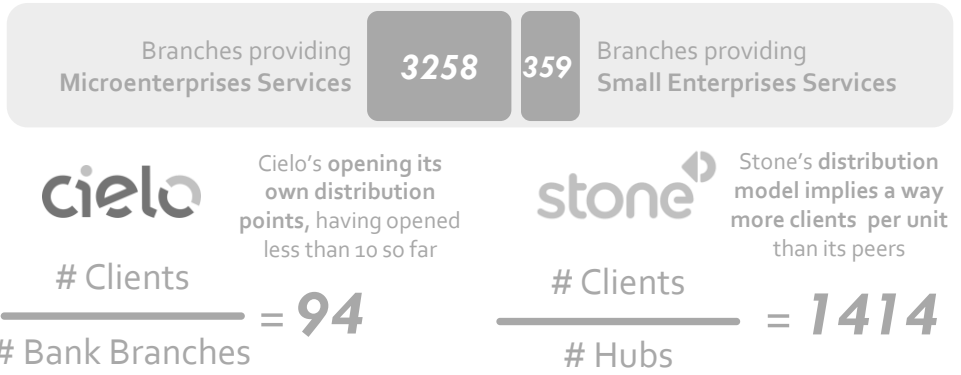 Branches providing
Microenterprises Services
3258
359
Branches providing
Small Enterprises Services
cielo
Cielo's opening its
own distribution
points, having opened
less than 10 so far
stone
Stone's distribution
model implies a way
more clients per unit
than its peers
# Clients
= 94
# Bank Branches
# Clients
= 1414
# Hubs